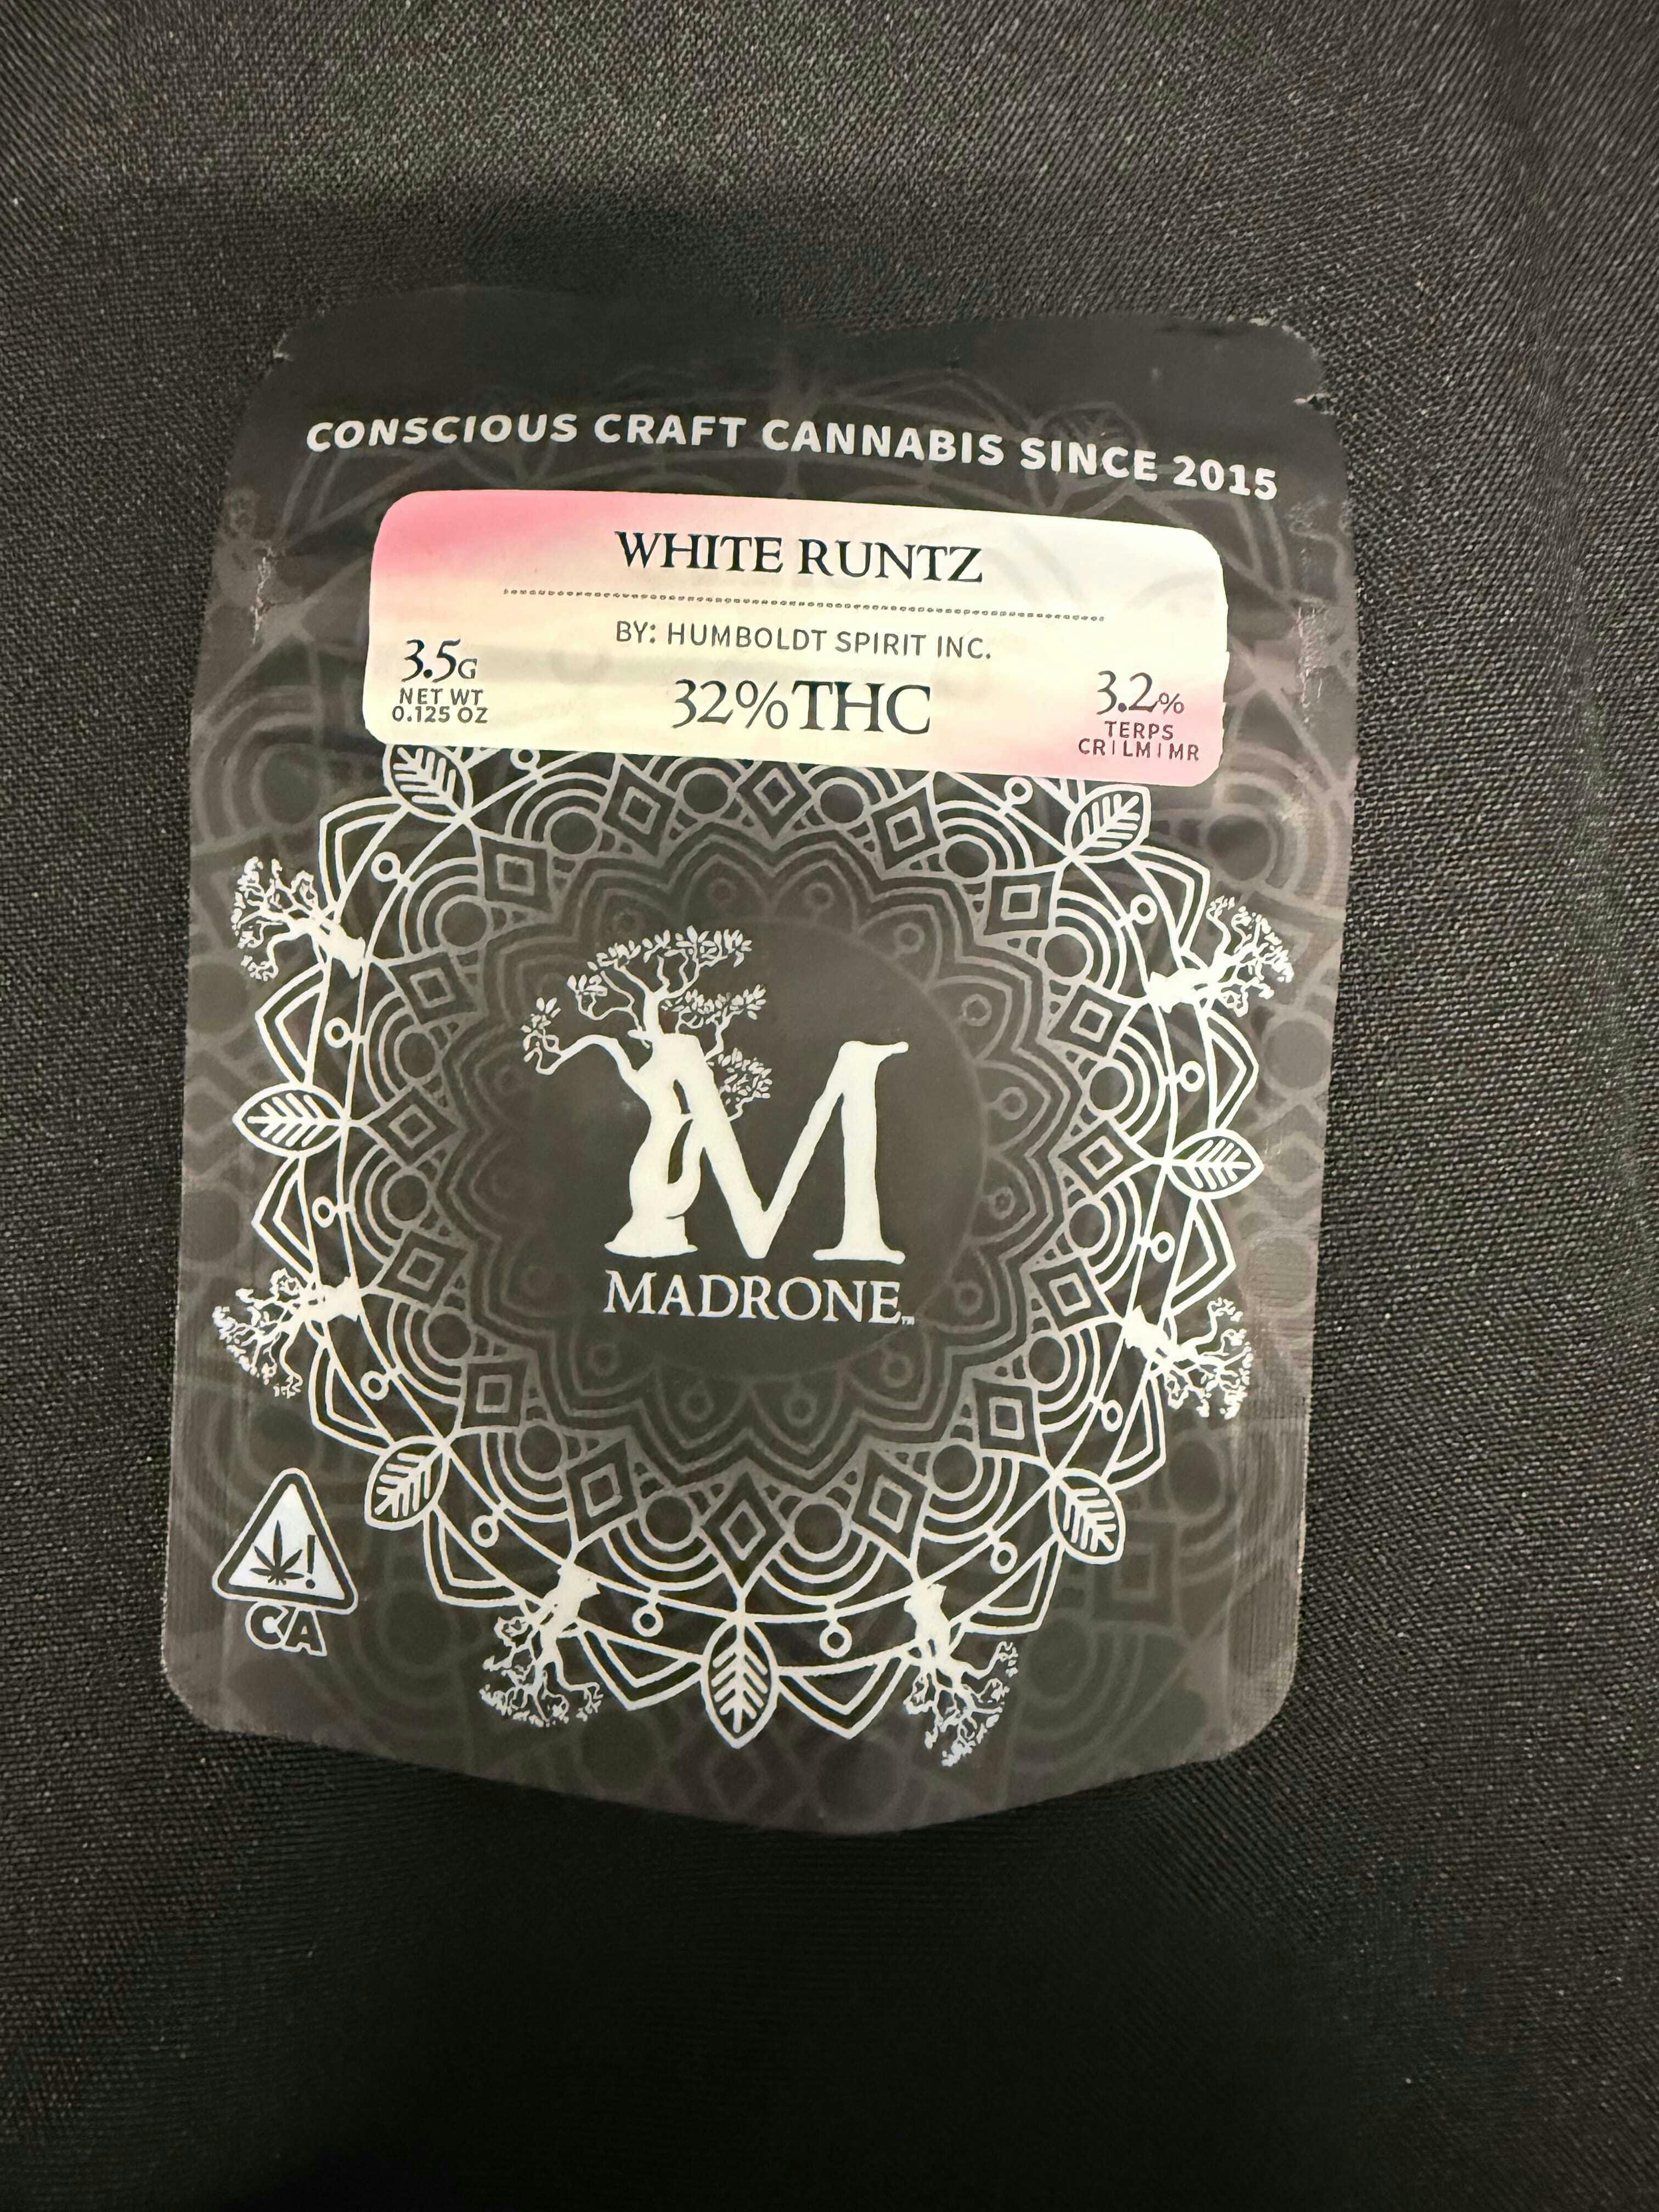 CONSCIOUS CRAFT CANNABIS SINCE 2015
WHITE RUNTZ
BY: HUMBOLDT SPIRIT INC.
3.5G
NET WT
0.125 OZ
32% THC
3.2%
TERPS
CR|LM|MR
M
MADRONE™
!
CA